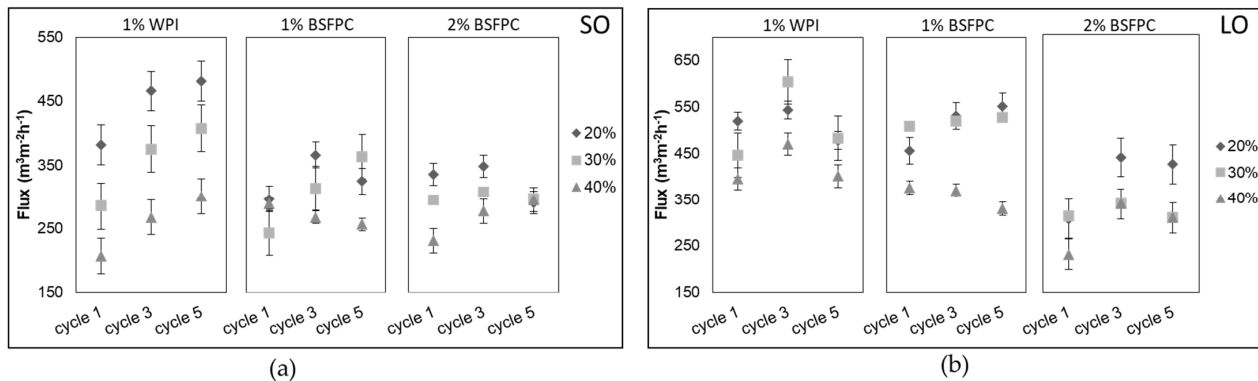 1% WPI 1% BSFPC 2% BSFPC SO
550
450
350
250
150
Flux (m³m⁻²h⁻¹)
20%
30%
40%
cycle 1 cycle 3 cycle 5 cycle 1 cycle 3 cycle 5 cycle 1 cycle 3 cycle 5
(a)
1% WPI 1% BSFPC 2% BSFPC LO
650
550
450
350
250
150
Flux (m³m⁻²h⁻¹)
20%
30%
40%
cycle 1 cycle 3 cycle 5 cycle 1 cycle 3 cycle 5 cycle 1 cycle 3 cycle 5
(b)